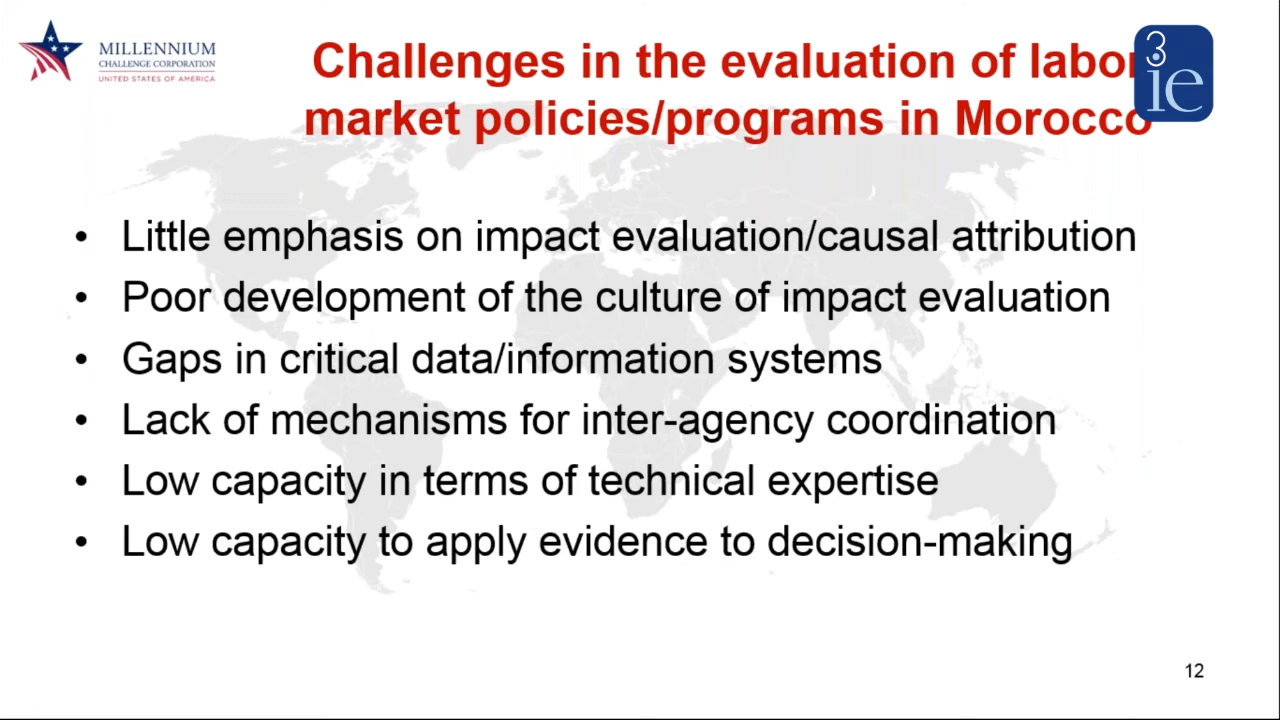 MILLENNIUM
CHALLENGE CORPORATION
UNITED STATES OF AMERICA
Challenges in the evaluation of labor
market policies/programs in Morocco
3ie
• Little emphasis on impact evaluation/causal attribution
• Poor development of the culture of impact evaluation
• Gaps in critical data/information systems
• Lack of mechanisms for inter-agency coordination
• Low capacity in terms of technical expertise
• Low capacity to apply evidence to decision-making
12